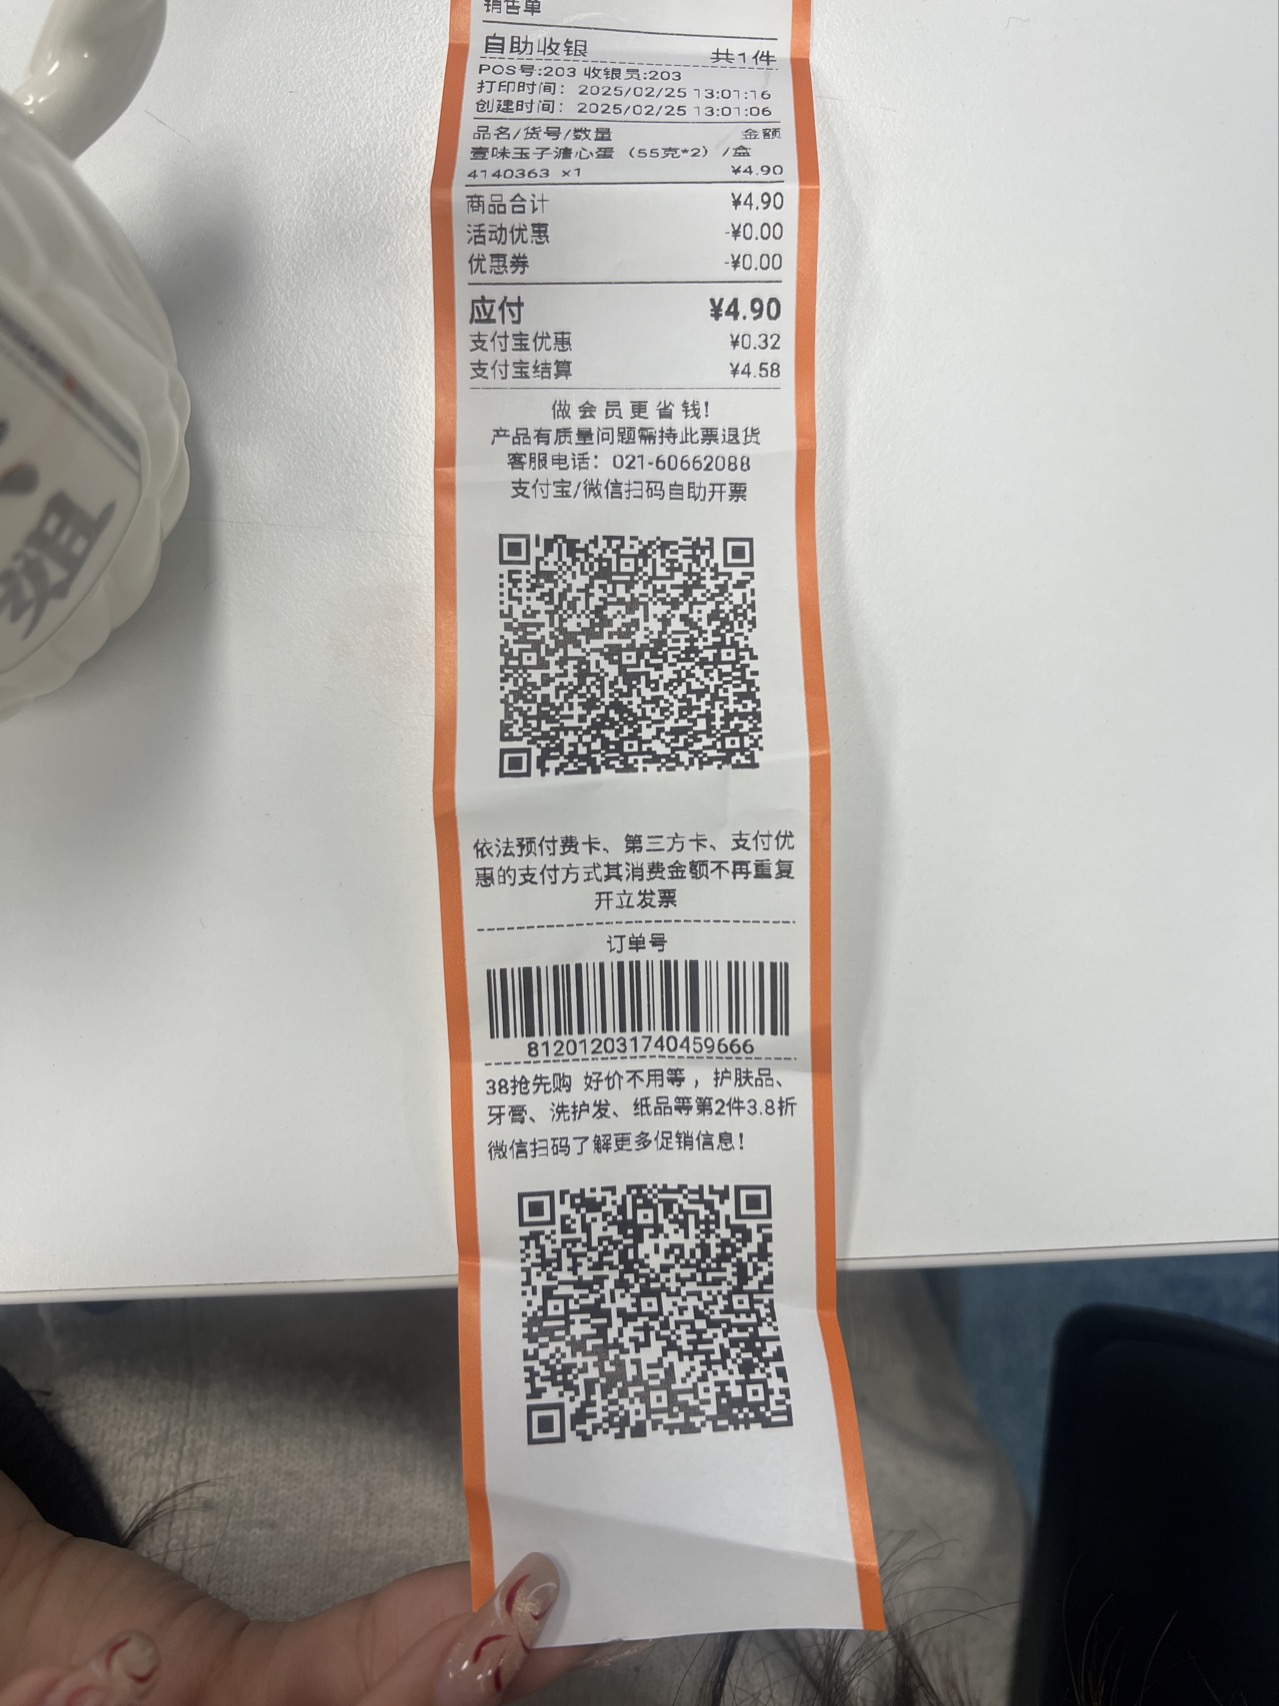 销售单
自助收银 共1件
POS号:203 收银员:203
打印时间：2025/02/25 13:01:16
创建时间：2025/02/25 13:01:06
品名/货号/数量 金额
壹味玉子溏心蛋（55克*2）/盒
4140363 x1 ¥4.90
商品合计 ¥4.90
活动优惠 -¥0.00
优惠券 -¥0.00
应付 ¥4.90
支付宝优惠 ¥0.32
支付宝结算 ¥4.58
做会员更省钱!
产品有质量问题需持此票退货
客服电话：021-60662088
支付宝/微信扫码自助开票
依法预付费卡、第三方卡、支付优
惠的支付方式其消费金额不再重复
开立发票
订单号
812012031740459666
38抢先购 好价不用等，护肤品、
牙膏、洗护发、纸品等第2件3.8折
微信扫码了解更多促销信息！